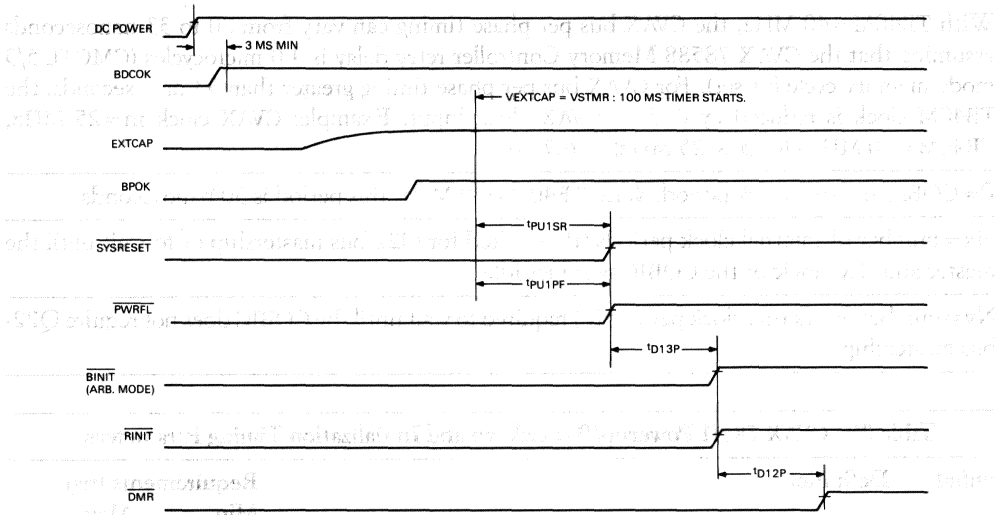 DC POWER
3 MS MIN
BDCOK
VEXTCAP = VSTMR : 100 MS TIMER STARTS.
EXTCAP
BPOK
tPU1SR
SYSRESET
tPU1PF
PWRFL
tD13P
BINIT
(ARB. MODE)
RINIT
tD12P
DMR